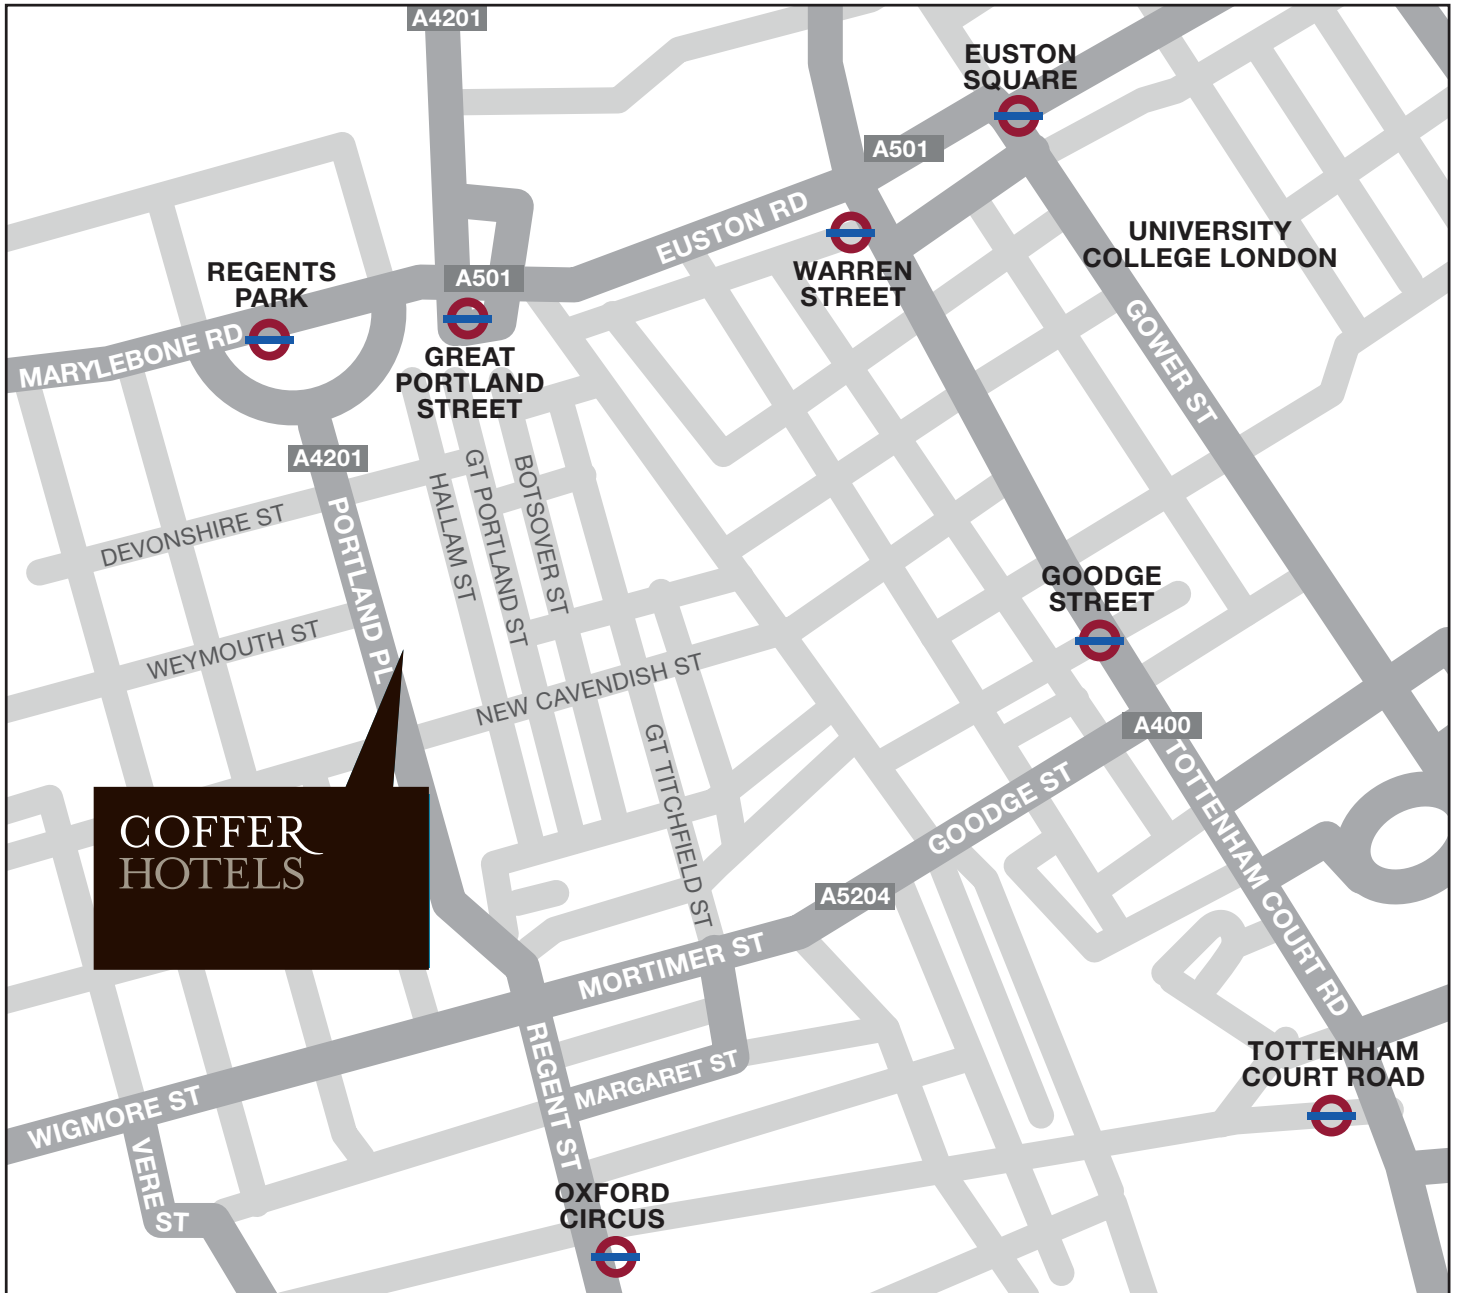 A4201
EUSTON
SQUARE
A501
EUSTON RD
UNIVERSITY
COLLEGE LONDON
WARREN
STREET
REGENTS
PARK
A501
MARYLEBONE RD
GREAT
PORTLAND
STREET
GOWER ST
A4201
PORTLAND PL
DEVONSHIRE ST
HALLAM ST
GT PORTLAND ST
BOTSOVER ST
WEYMOUTH ST
GOODGE
STREET
NEW CAVENDISH ST
GT TITCHFIELD ST
A400
GOODGE ST
TOTTENHAM COURT RD
COFFER
HOTELS
A5204
MORTIMER ST
REGENT ST
MARGARET ST
WIGMORE ST
VERE
ST
TOTTENHAM
COURT ROAD
OXFORD
CIRCUS